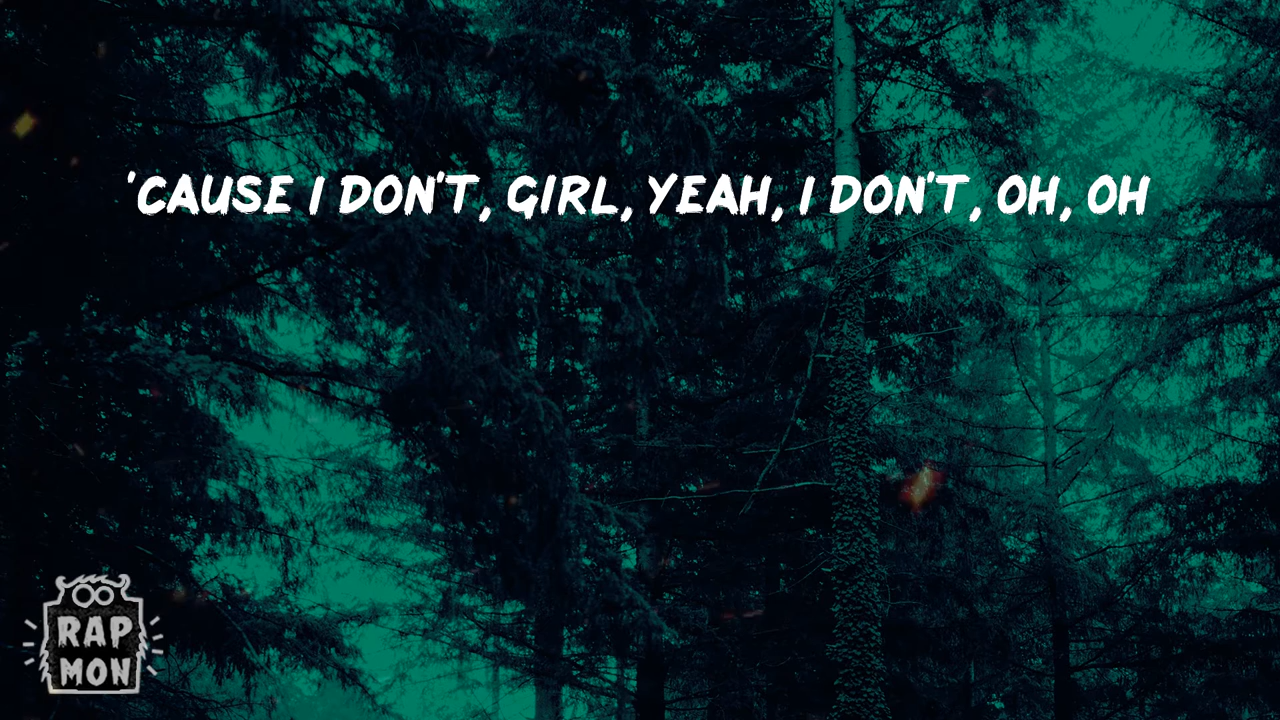 'CAUSE I DON'T, GIRL, YEAH, I DON'T, OH, OH
RAP
MON